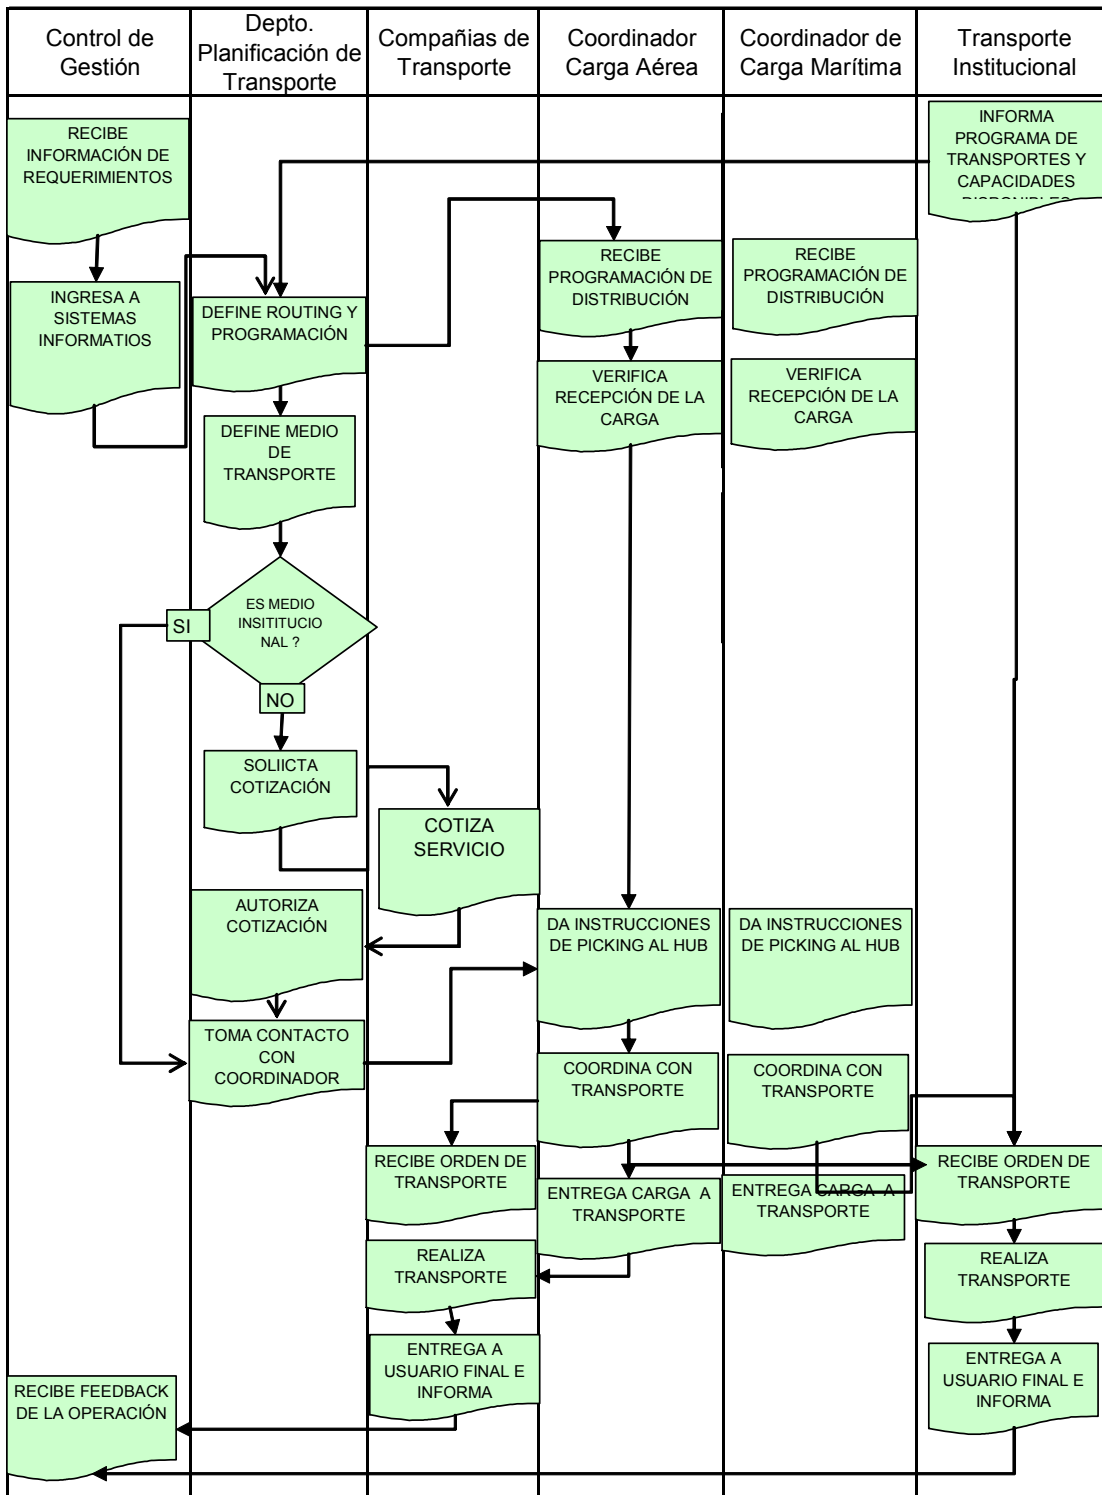 Control de
Gestión
Depto.
Planificación de
Transporte
Compañias de
Transporte
Coordinador
Carga Aérea
Coordinador de
Carga Marítima
Transporte
Institucional
RECIBE
INFORMACIÓN DE
REQUERIMIENTOS
INFORMA
PROGRAMA DE
TRANSPORTES Y
CAPACIDADES
DISPONIBLES
RECIBE
PROGRAMACIÓN DE
DISTRIBUCIÓN
RECIBE
PROGRAMACIÓN DE
DISTRIBUCIÓN
INGRESA A
SISTEMAS
INFORMATIOS
DEFINE ROUTING Y
PROGRAMACIÓN
VERIFICA
RECEPCIÓN DE LA
CARGA
VERIFICA
RECEPCIÓN DE LA
CARGA
DEFINE MEDIO
DE
TRANSPORTE
ES MEDIO
INSITITUCIO
NAL ?
SI
NO
SOLIICTA
COTIZACIÓN
COTIZA
SERVICIO
AUTORIZA
COTIZACIÓN
DA INSTRUCCIONES
DE PICKING AL HUB
DA INSTRUCCIONES
DE PICKING AL HUB
TOMA CONTACTO
CON
COORDINADOR
COORDINA CON
TRANSPORTE
COORDINA CON
TRANSPORTE
RECIBE ORDEN DE
TRANSPORTE
ENTREGA CARGA A
TRANSPORTE
ENTREGA CARGA A
TRANSPORTE
RECIBE ORDEN DE
TRANSPORTE
REALIZA
TRANSPORTE
REALIZA
TRANSPORTE
ENTREGA A
USUARIO FINAL E
INFORMA
ENTREGA A
USUARIO FINAL E
INFORMA
RECIBE FEEDBACK
DE LA OPERACIÓN